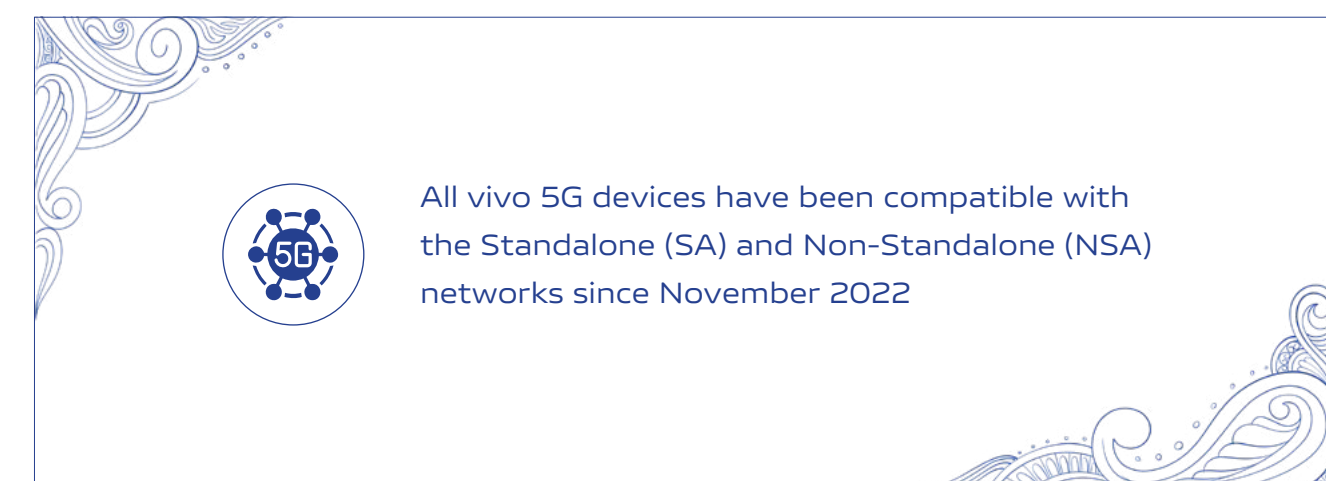 5G
All vivo 5G devices have been compatible with
the Standalone (SA) and Non-Standalone (NSA)
networks since November 2022